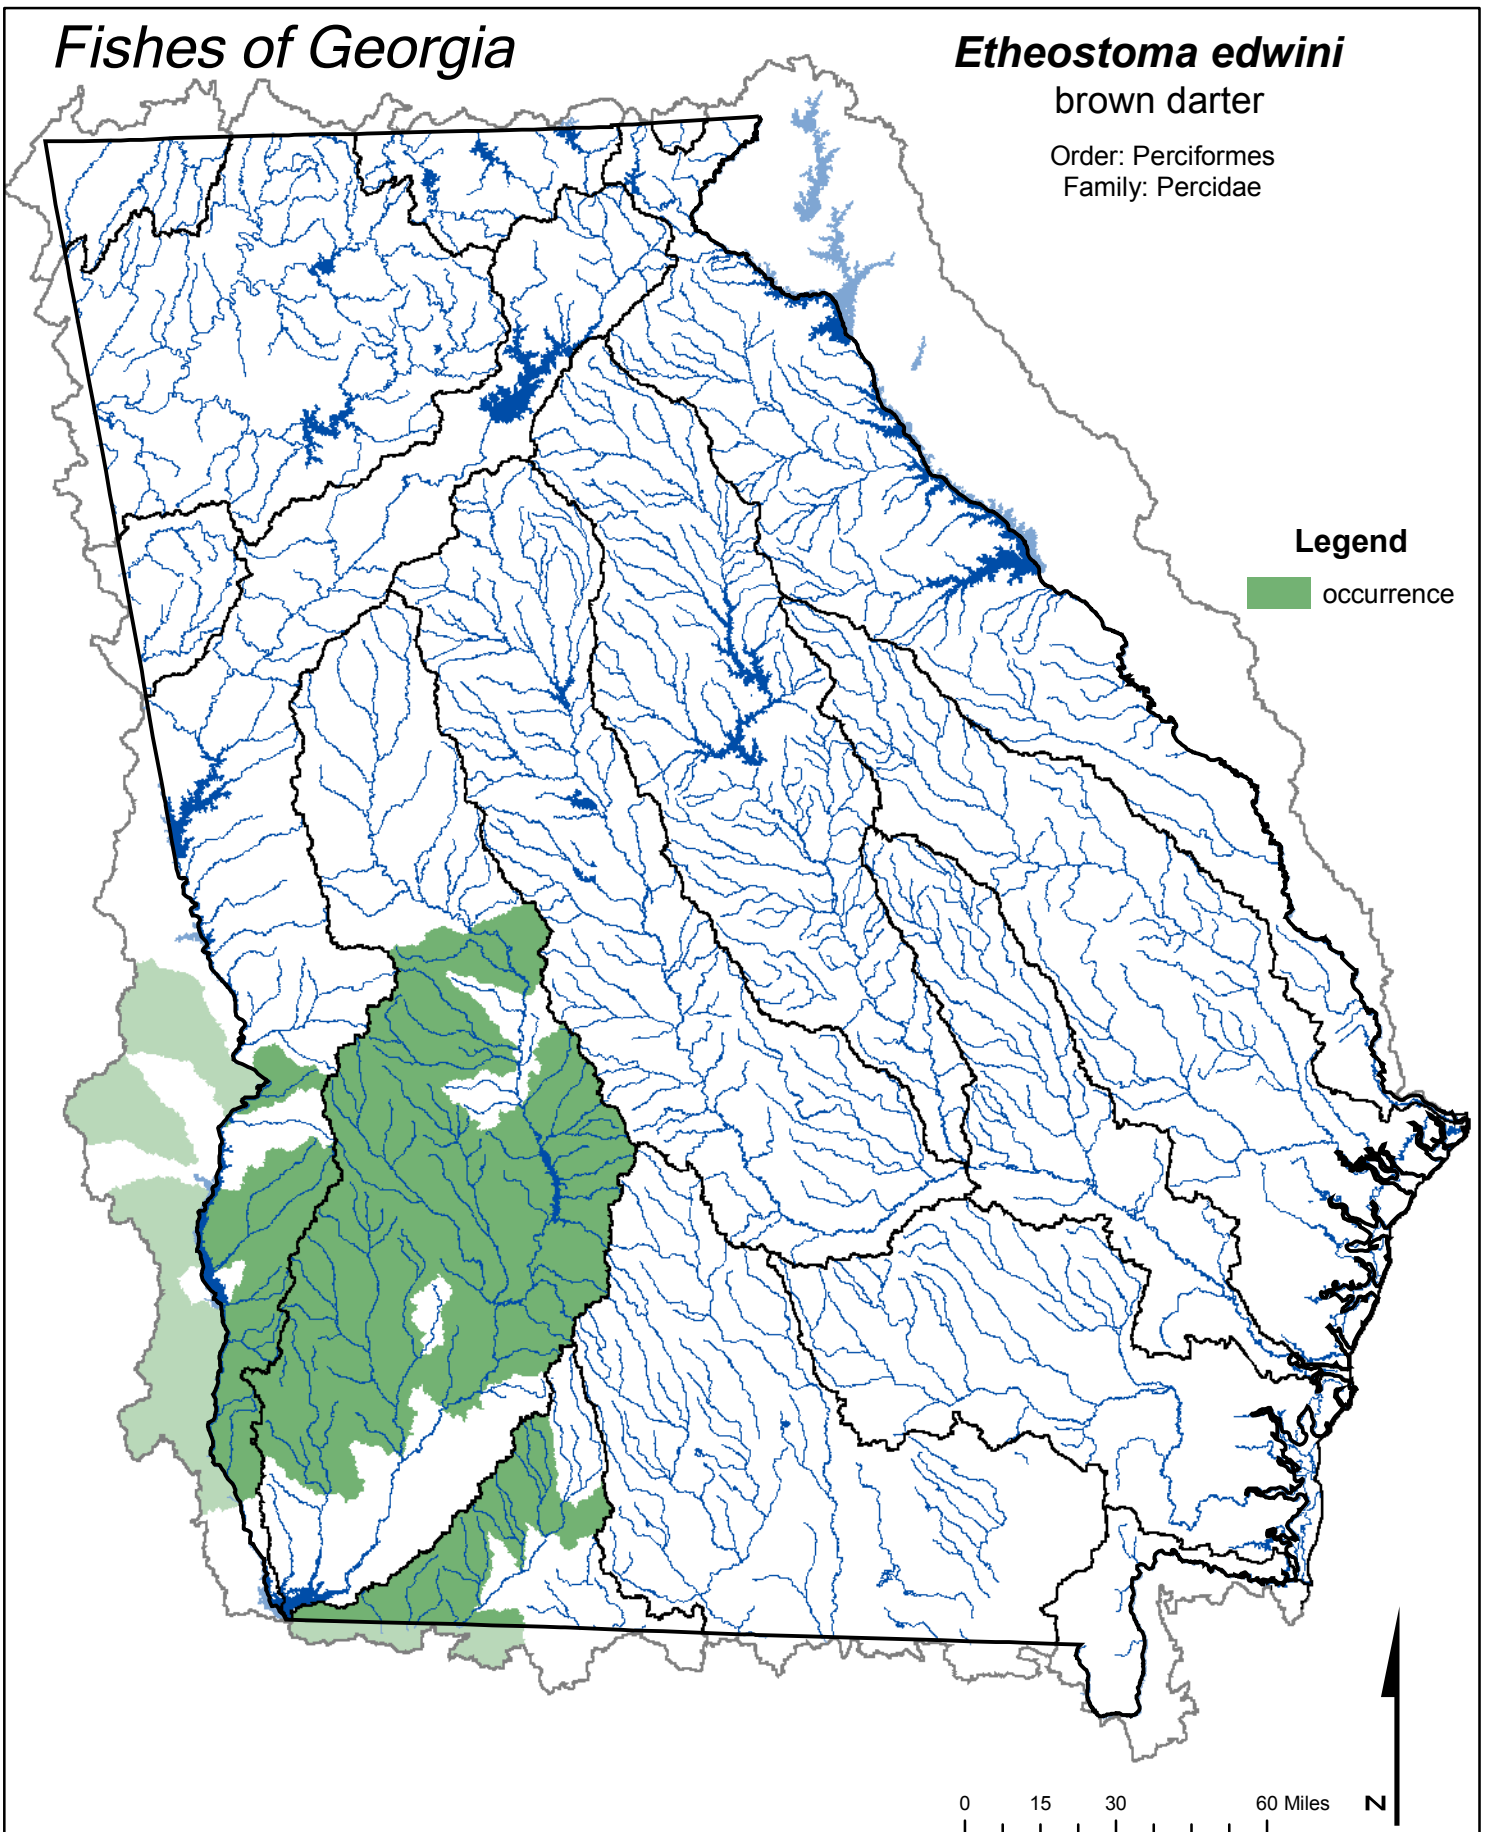 Fishes of Georgia
Etheostoma edwini
brown darter
Order: Perciformes
Family: Percidae
Legend
occurrence
0 15 30 60 Miles
N